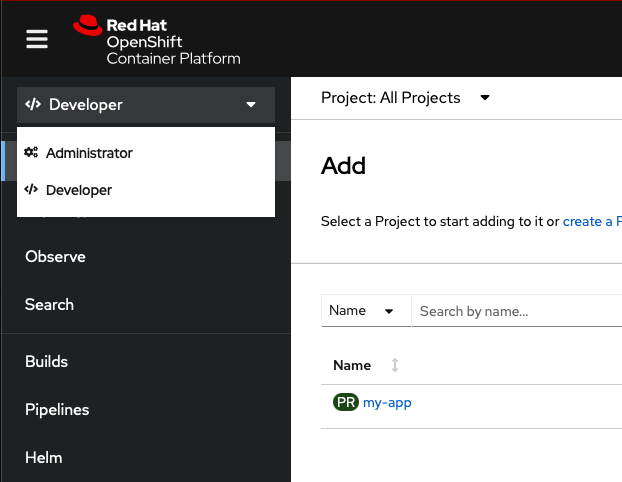 Red Hat
OpenShift
Container Platform
Developer
Administrator
Developer
Observe
Search
Builds
Pipelines
Helm
Project: All Projects
Add
Select a Project to start adding to it or create a P
Name
Search by name...
Name
PR my-app